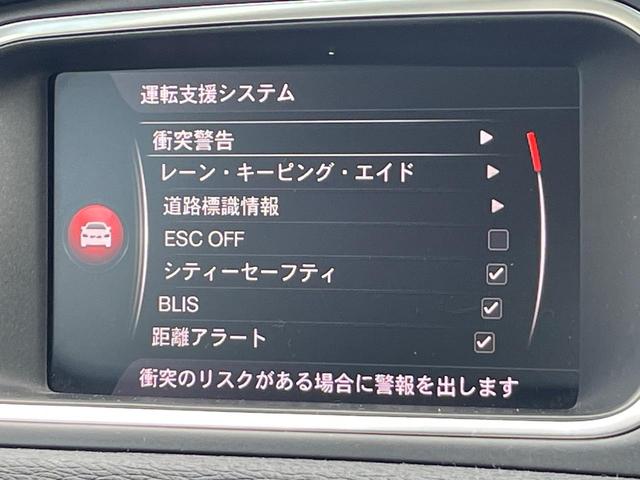 運転支援システム
衝突警告
レーン・キーピング・エイド
道路標識情報
ESC OFF
シティーセーフティ
BLIS
距離アラート
衝突のリスクがある場合に警報を出します